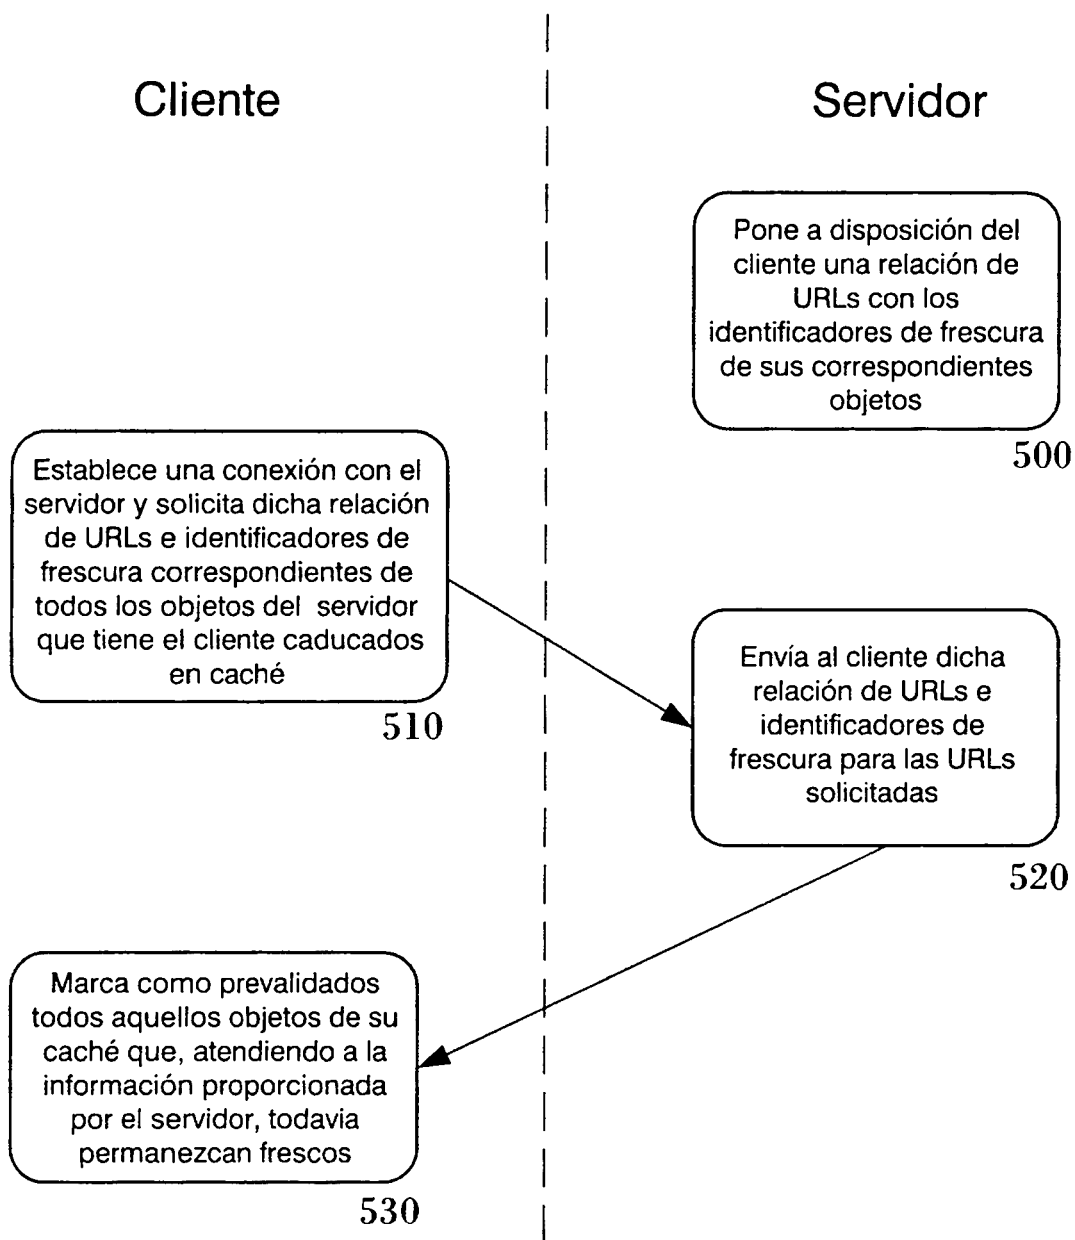 Cliente
Servidor
Pone a disposición del
cliente una relación de
URLs con los
identificadores de frescura
de sus correspondientes
objetos
500
Establece una conexión con el
servidor y solicita dicha relación
de URLs e identificadores de
frescura correspondientes de
todos los objetos del servidor
que tiene el cliente caducados
en caché
510
Envía al cliente dicha
relación de URLs e
identificadores de
frescura para las URLs
solicitadas
520
Marca como prevalidados
todos aquellos objetos de su
caché que, atendiendo a la
información proporcionada
por el servidor, todavia
permanezcan frescos
530